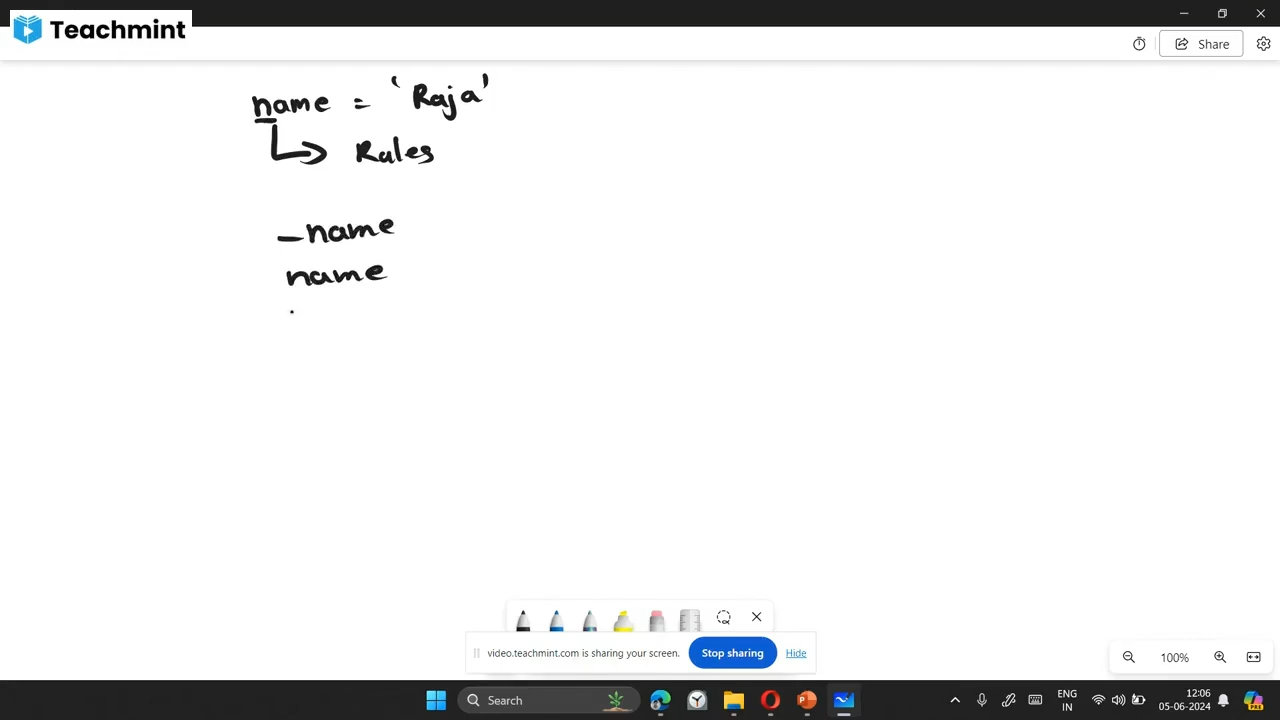 Teachmint
Share
name = 'Raja'
Rules
_name
name
video.teachmint.com is sharing your screen.
Stop sharing
Hide
100%
Search
ENG
IN
12:06
05-06-2024